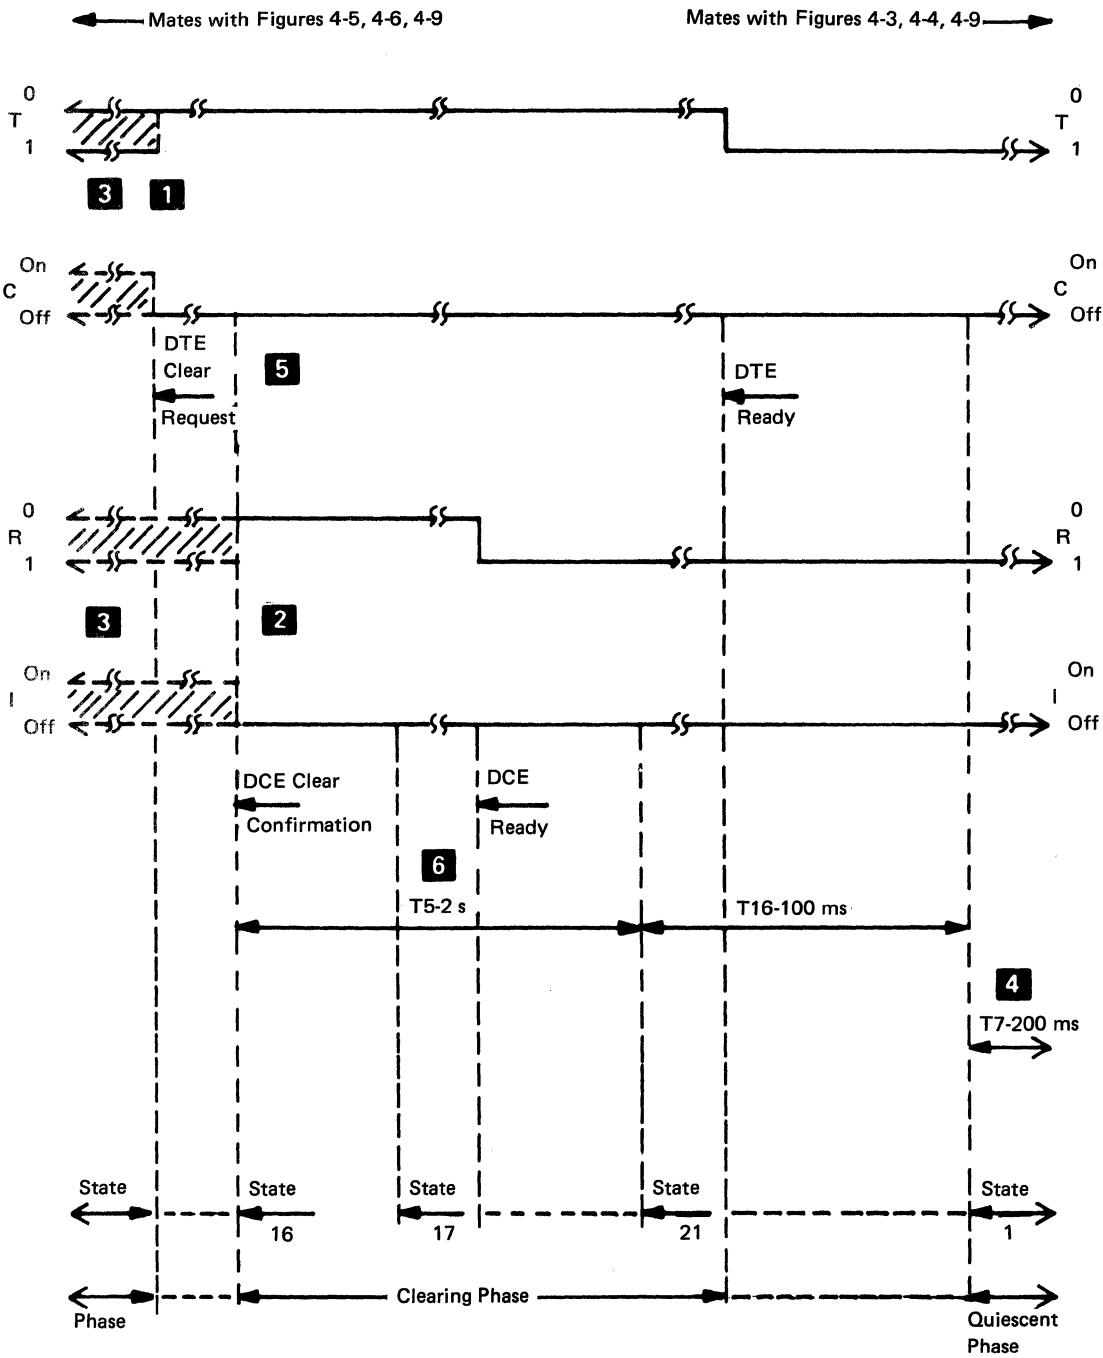 Mates with Figures 4-5, 4-6, 4-9
Mates with Figures 4-3, 4-4, 4-9
0
T
1
0
T
1
3
1
On
C
Off
On
C
Off
DTE
Clear
Request
5
DTE
Ready
0
R
1
0
R
1
3
2
On
I
Off
On
I
Off
DCE Clear
Confirmation
DCE
Ready
6
T5-2 s
T16-100 ms
4
T7-200 ms
State
State
16
State
17
State
21
State
1
Phase
Clearing Phase
Quiescent
Phase